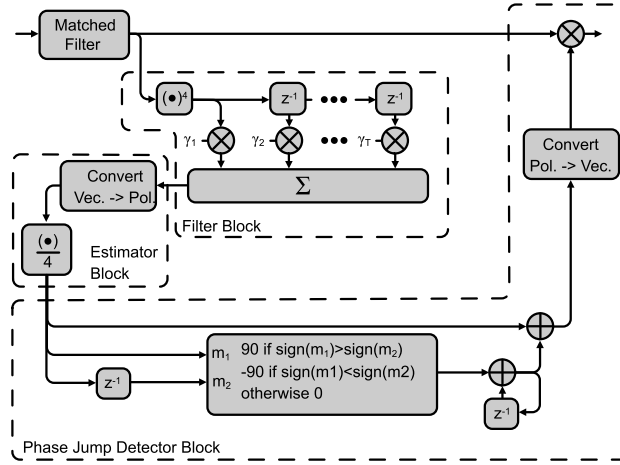 Matched
Filter
(•)⁴
z⁻¹
•••
z⁻¹
γ₁
γ₂
•••
γT
Σ
Filter Block
Convert
Vec. -> Pol.
(•)
4
Estimator
Block
Convert
Pol. -> Vec.
m₁ 90 if sign(m₁)>sign(m₂)
m₂ -90 if sign(m1)<sign(m2)
otherwise 0
z⁻¹
z⁻¹
Phase Jump Detector Block